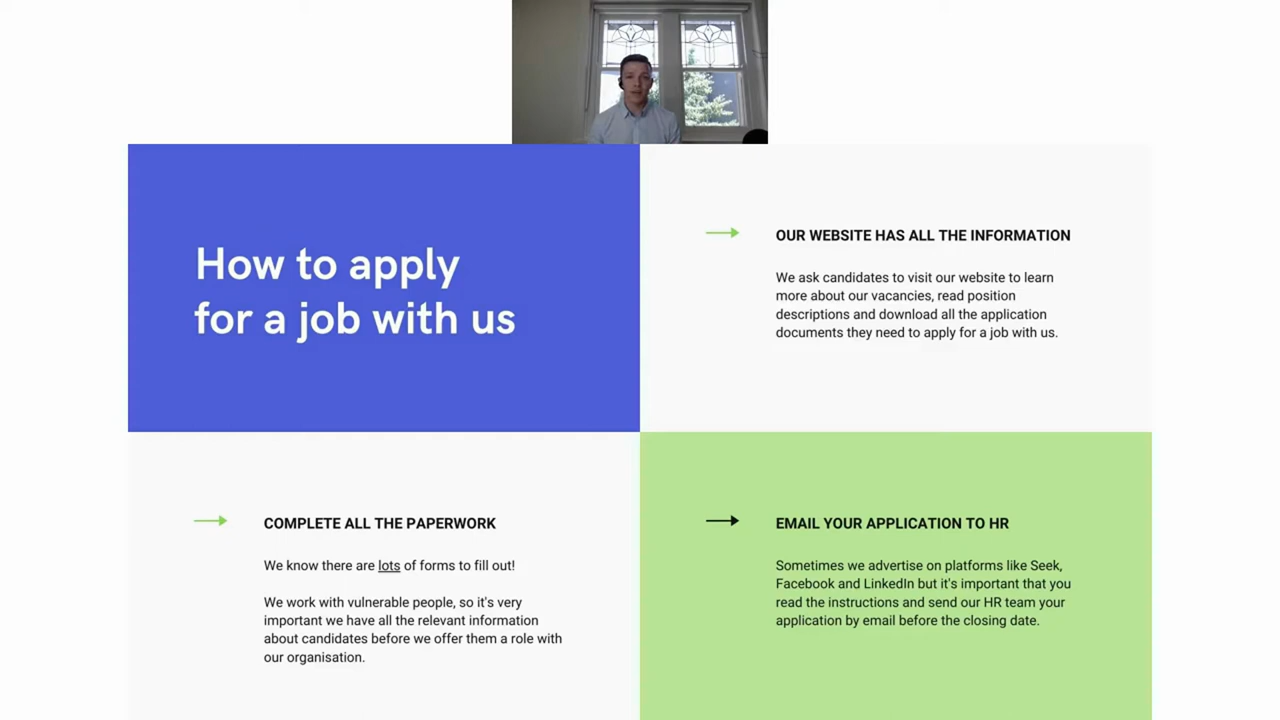 How to apply
for a job with us
OUR WEBSITE HAS ALL THE INFORMATION
We ask candidates to visit our website to learn
more about our vacancies, read position
descriptions and download all the application
documents they need to apply for a job with us.
COMPLETE ALL THE PAPERWORK
We know there are lots of forms to fill out!
We work with vulnerable people, so it's very
important we have all the relevant information
about candidates before we offer them a role with
our organisation.
EMAIL YOUR APPLICATION TO HR
Sometimes we advertise on platforms like Seek,
Facebook and LinkedIn but it's important that you
read the instructions and send our HR team your
application by email before the closing date.